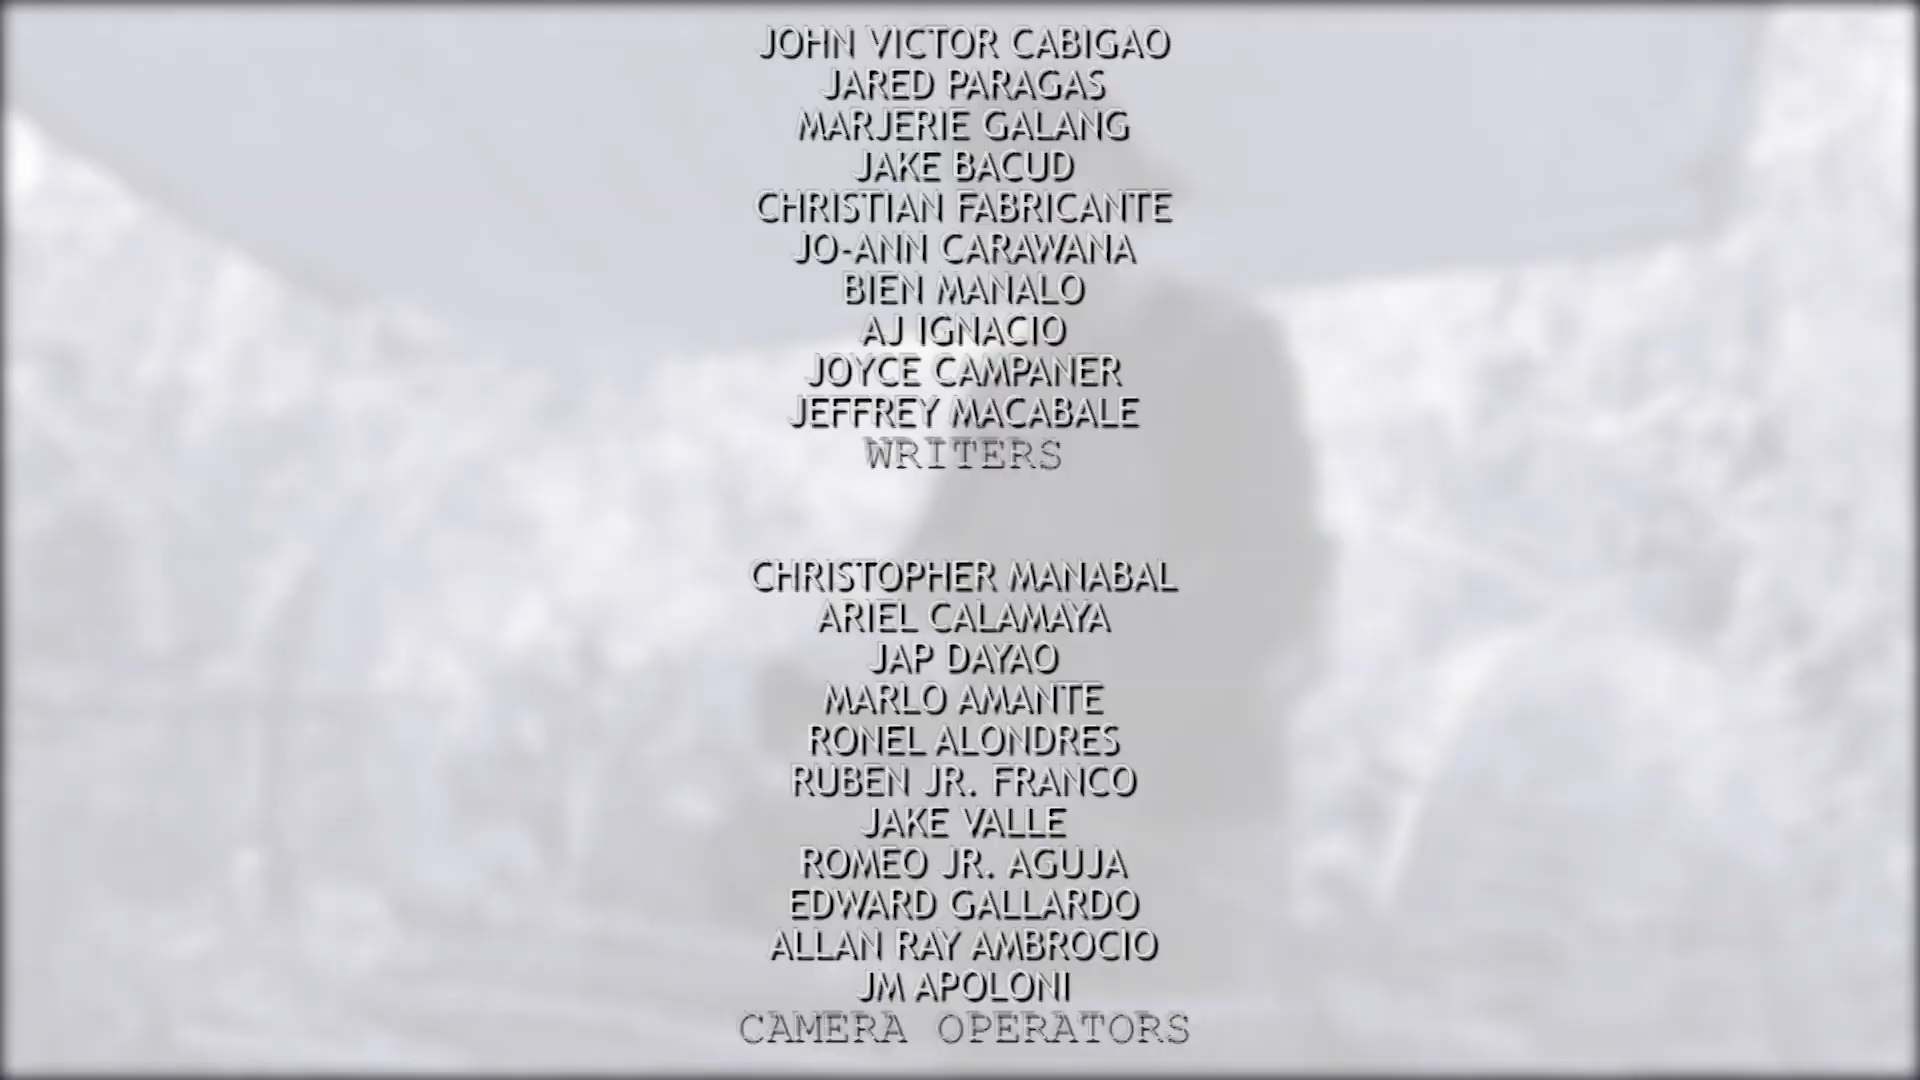 JOHN VICTOR CABIGAO
JARED PARAGAS
MARJERIE GALANG
JAKE BACUD
CHRISTIAN FABRICANTE
JO-ANN CARAWANA
BIEN MANALO
AJ IGNACIO
JOYCE CAMPANER
JEFFREY MACABALE
WRITERS
CHRISTOPHER MANABAL
ARIEL CALAMAYA
JAP DAYAO
MARLO AMANTE
RONEL ALONDRES
RUBEN JR. FRANCO
JAKE VALLE
ROMEO JR. AGUJA
EDWARD GALLARDO
ALLAN RAY AMBROCIO
JM APOLONI
CAMERA OPERATORS